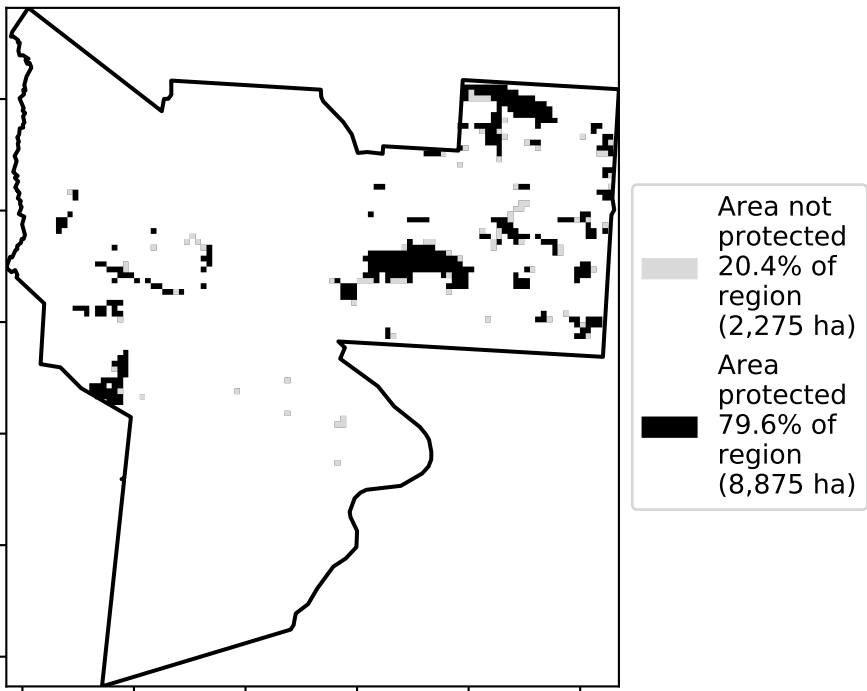 Area not
protected
20.4% of
region
(2,275 ha)
Area
protected
79.6% of
region
(8,875 ha)